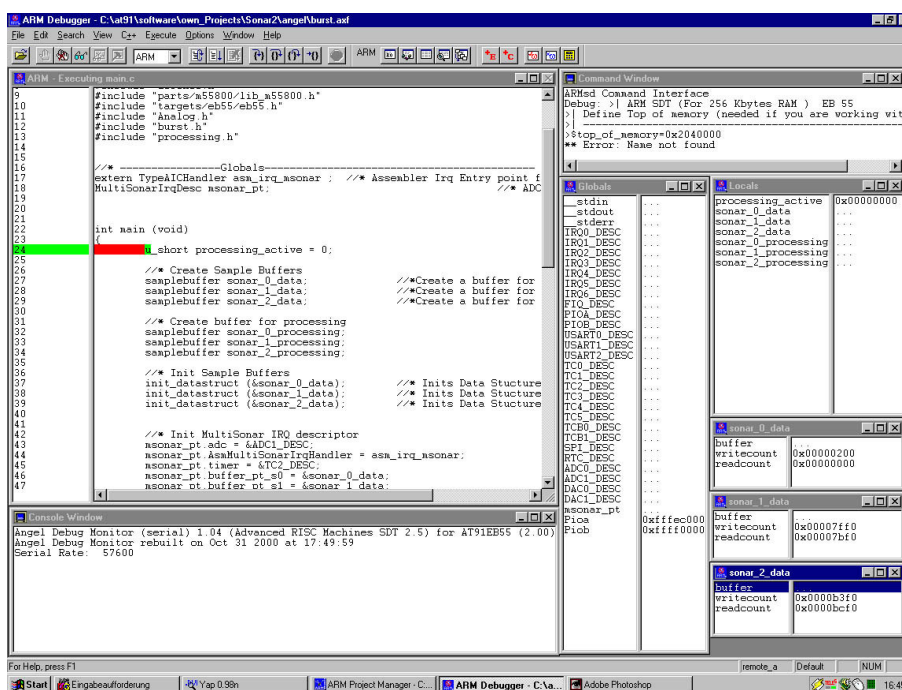 ARM Debugger - C:\at91\software\own_Projects\Sonar2\angel\burst.axf
File Edit Search View C++ Execute Options Window Help
ARM
ARM
ARM - Executing main.c
9
10 #include "parts/m55800/lib_m55800.h"
11 #include "targets/eb55/eb55.h"
12 #include "Analog.h"
13 #include "burst.h"
14 #include "processing.h"
15
16 //* --------------------Globals--------------------
17 extern TypeAICHandler asm_irq_msonar ; //* Assembler Irq Entry point f
18 MultiSonarIrqDesc msonar_pt; //* ADC
19
20
21
22 int main (void)
23 {
24 u_short processing_active = 0;
25
26 //* Create Sample Buffers
27 samplebuffer sonar_0_data; //*Create a buffer for
28 samplebuffer sonar_1_data; //*Create a buffer for
29 samplebuffer sonar_2_data; //*Create a buffer for
30
31 //* Create buffer for processing
32 samplebuffer sonar_0_processing;
33 samplebuffer sonar_1_processing;
34 samplebuffer sonar_2_processing;
35
36 //* Init Sample Buffers
37 init_datastruct (&sonar_0_data); //* Inits Data Stucture
38 init_datastruct (&sonar_1_data); //* Inits Data Stucture
39 init_datastruct (&sonar_2_data); //* Inits Data Stucture
40
41
42 //* Init MultiSonar IRQ descriptor
43 msonar_pt.adc = &ADC1_DESC;
44 msonar_pt.AsmMultiSonarIrqHandler = asm_irq_msonar;
45 msonar_pt.timer = &TC2_DESC;
46 msonar_pt.buffer_pt_s0 = &sonar_0_data;
47 msonar_pt.buffer_pt_s1 = &sonar_1_data;
Console Window
Angel Debug Monitor (serial) 1.04 (Advanced RISC Machines SDT 2.5) for AT91EB55 (2.00)
Angel Debug Monitor rebuilt on Oct 31 2000 at 17:49:59
Serial Rate: 57600
Command Window
ARMsd Command Interface
Debug: >| ARM SDT (For 256 Kbytes RAM ) EB 55
>| Define Top of memory (needed if you are working wit
>| --------------------
>$top_of_memory=0x2040000
** Error: Name not found
Globals
__stdin ...
__stdout ...
__stderr ...
IRQ0_DESC ...
IRQ1_DESC ...
IRQ2_DESC ...
IRQ3_DESC ...
IRQ4_DESC ...
IRQ5_DESC ...
IRQ6_DESC ...
FIQ_DESC ...
PIOA_DESC ...
PIOB_DESC ...
USART0_DESC ...
USART1_DESC ...
USART2_DESC ...
TC0_DESC ...
TC1_DESC ...
TC2_DESC ...
TC3_DESC ...
TC4_DESC ...
TC5_DESC ...
TCB0_DESC ...
TCB1_DESC ...
SPI_DESC ...
RTC_DESC ...
ADC0_DESC ...
ADC1_DESC ...
DAC0_DESC ...
DAC1_DESC ...
msonar_pt ...
Pioa 0xfffec000
Piob 0xffff0000
Locals
processing_active 0x00000000
sonar_0_data ...
sonar_1_data ...
sonar_2_data ...
sonar_0_processing ...
sonar_1_processing ...
sonar_2_processing ...
sonar_0_data
buffer ...
writecount 0x00000200
readcount 0x00000000
sonar_1_data
buffer ...
writecount 0x00007ff0
readcount 0x00007bf0
sonar_2_data
buffer ...
writecount 0x0000b3f0
readcount 0x0000bcf0
For Help, press F1
remote_a Default NUM
Start Eingabeaufforderung Yap 0.98n ARM Project Manager - C:... ARM Debugger - C:\a... Adobe Photoshop